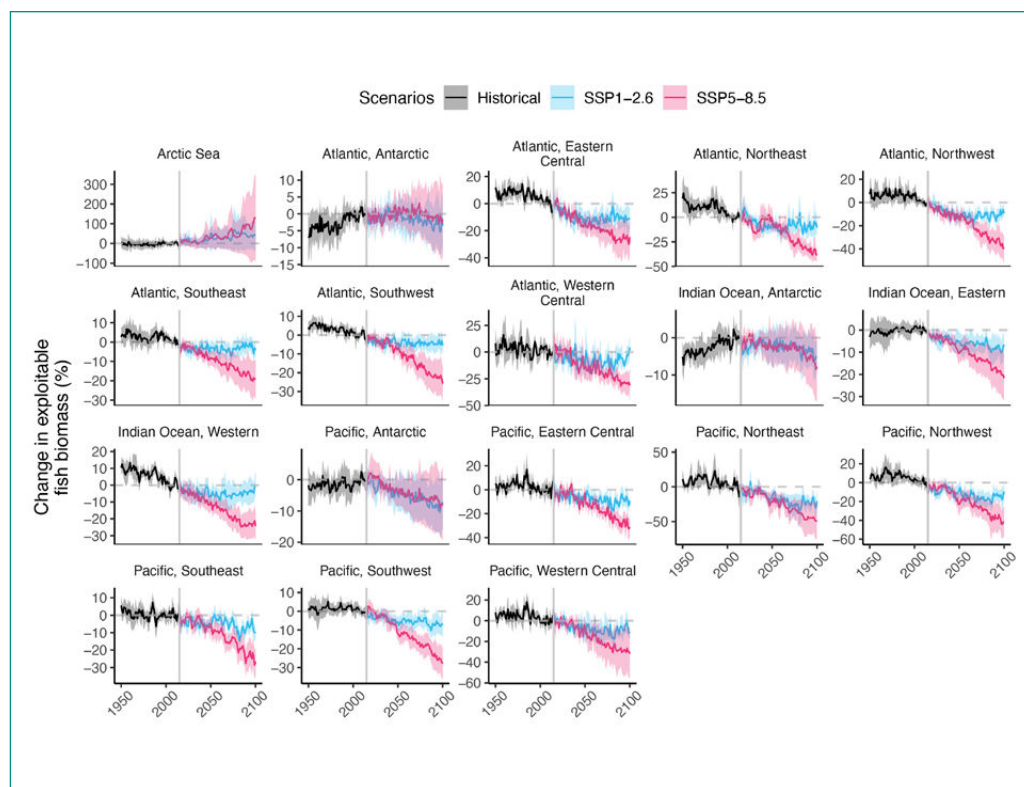 Scenarios Historical SSP1−2.6 SSP5−8.5
Change in exploitable
fish biomass (%)
Arctic Sea
300
200
100
0
−100
Atlantic, Antarctic
10
5
0
−5
−10
−15
Atlantic, Eastern
Central
20
0
−20
−40
Atlantic, Northeast
25
0
−25
−50
Atlantic, Northwest
20
0
−20
−40
Atlantic, Southeast
10
0
−10
−20
−30
Atlantic, Southwest
10
0
−10
−20
−30
Atlantic, Western
Central
25
0
−25
−50
Indian Ocean, Antarctic
0
−10
Indian Ocean, Eastern
0
−10
−20
−30
Indian Ocean, Western
20
10
0
−10
−20
−30
Pacific, Antarctic
0
−10
−20
Pacific, Eastern Central
20
0
−20
−40
Pacific, Northeast
50
0
−50
1950 2000 2050 2100
Pacific, Northwest
20
0
−20
−40
−60
1950 2000 2050 2100
Pacific, Southeast
10
0
−10
−20
−30
1950 2000 2050 2100
Pacific, Southwest
10
0
−10
−20
−30
1950 2000 2050 2100
Pacific, Western Central
20
0
−20
−40
−60
1950 2000 2050 2100